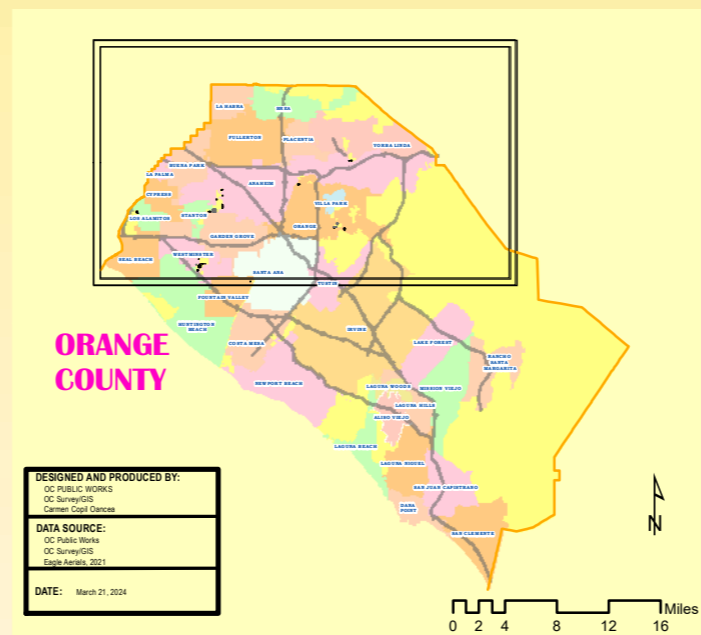 LA HABRA
BREA
FULLERTON
PLACENTIA
YORBA LINDA
BUENA PARK
LA PALMA
ANAHEIM
CYPRESS
VILLA PARK
LOS ALAMITOS
STANTON
ORANGE
GARDEN GROVE
SEAL BEACH
WESTMINSTER
SANTA ANA
TUSTIN
FOUNTAIN VALLEY
HUNTINGTON
BEACH
IRVINE
COSTA MESA
LAKE FOREST
RANCHO
SANTA
MARGARITA
ORANGE
COUNTY
NEWPORT BEACH
LAGUNA WOODS
MISSION VIEJO
LAGUNA HILLS
ALISO VIEJO
LAGUNA BEACH
LAGUNA NIGUEL
SAN JUAN CAPISTRANO
DANA
POINT
SAN CLEMENTE
DESIGNED AND PRODUCED BY:
OC PUBLIC WORKS
OC Survey/GIS
Carmen Copil Oancea
DATA SOURCE:
OC Public Works
OC Survey/GIS
Eagle Aerials, 2021
DATE: March 21, 2024
N
Miles
0 2 4 8 12 16